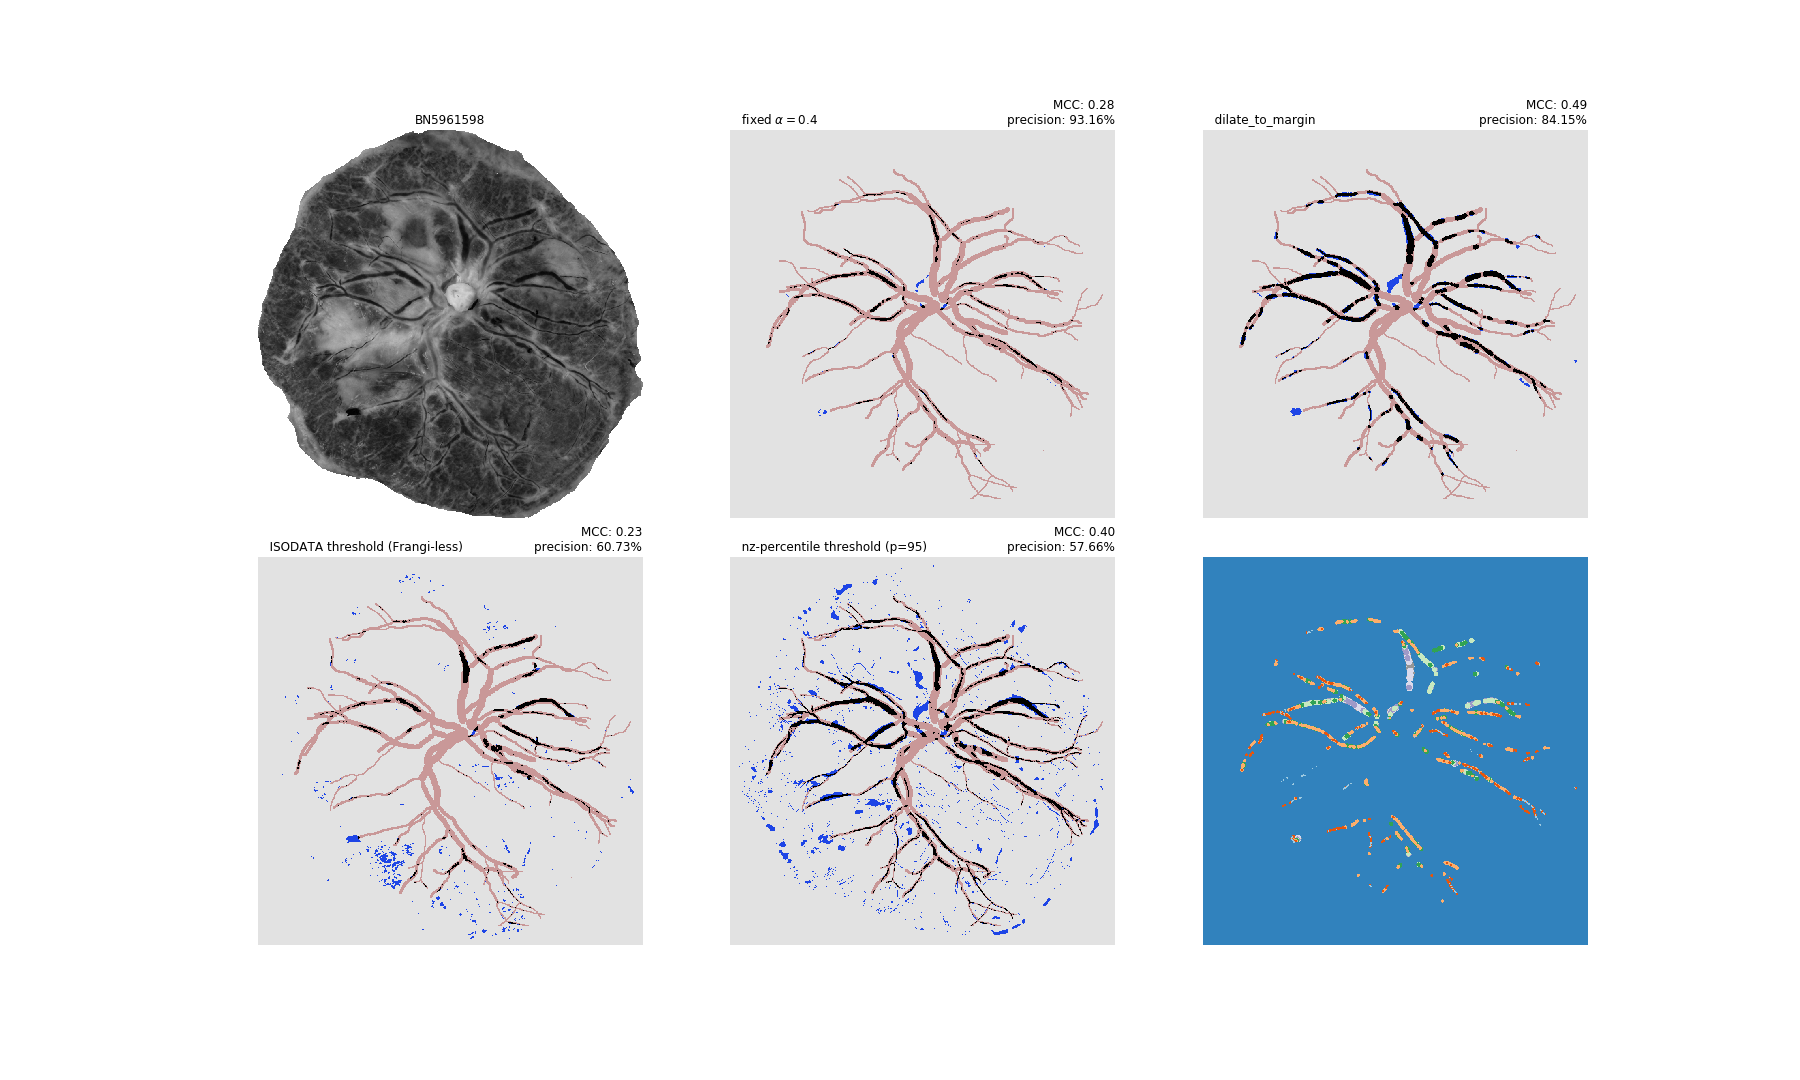 BN5961598
MCC: 0.28
fixed α = 0.4 precision: 93.16%
MCC: 0.49
dilate_to_margin precision: 84.15%
MCC: 0.23
ISODATA threshold (Frangi-less) precision: 60.73%
MCC: 0.40
nz-percentile threshold (p=95) precision: 57.66%